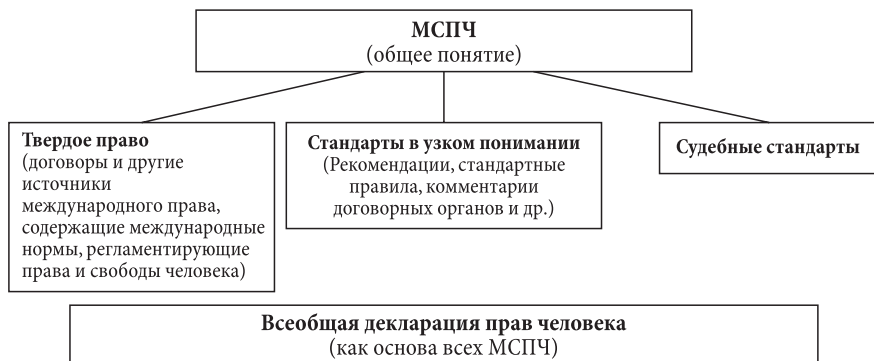 МСПЧ
(общее понятие)
Твердое право
(договоры и другие
источники
международного права,
содержащие международные
нормы, регламентирующие
права и свободы человека)
Стандарты в узком понимании
(Рекомендации, стандартные
правила, комментарии
договорных органов и др.)
Судебные стандарты
Всеобщая декларация прав человека
(как основа всех МСПЧ)